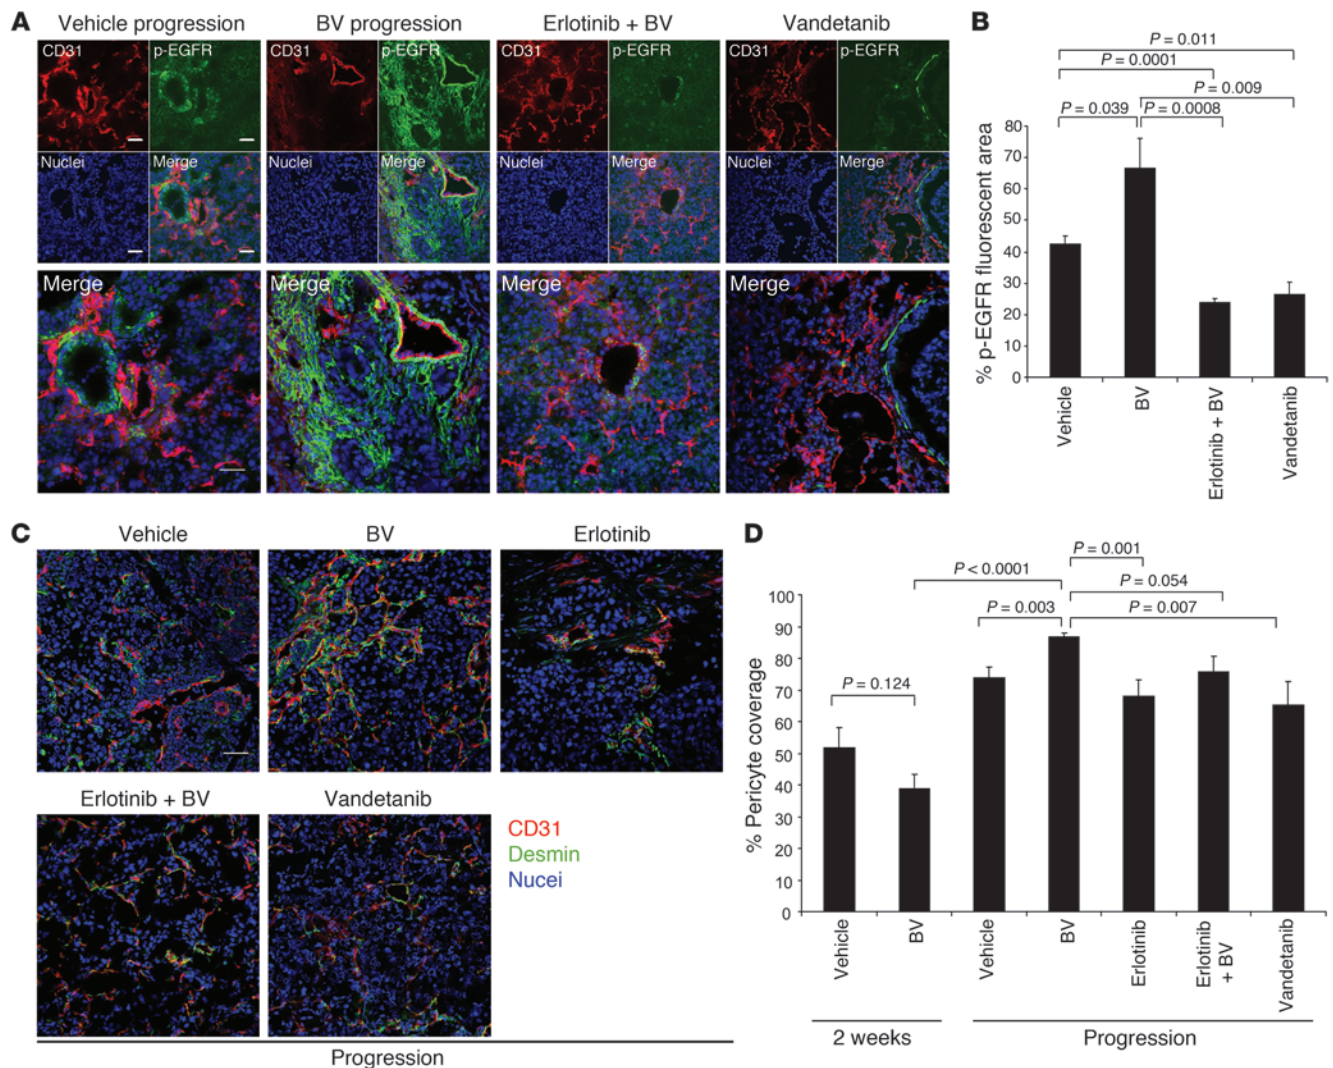 A
Vehicle progression
BV progression
Erlotinib + BV
Vandetanib
CD31
p-EGFR
CD31
p-EGFR
CD31
p-EGFR
CD31
p-EGFR
Nuclei
Merge
Nuclei
Merge
Nuclei
Merge
Nuclei
Merge
Merge
Merge
Merge
Merge
B
P = 0.011
P = 0.0001
P = 0.009
P = 0.039
P = 0.0008
% p-EGFR fluorescent area
80
70
60
50
40
30
20
10
0
Vehicle
BV
Erlotinib + BV
Vandetanib
C
Vehicle
BV
Erlotinib
Erlotinib + BV
Vandetanib
CD31
Desmin
Nucei
Progression
D
P = 0.001
P < 0.0001
P = 0.054
P = 0.003
P = 0.007
P = 0.124
% Pericyte coverage
100
90
80
70
60
50
40
30
20
10
0
Vehicle
BV
Vehicle
BV
Erlotinib
Erlotinib
+ BV
Vandetanib
2 weeks
Progression